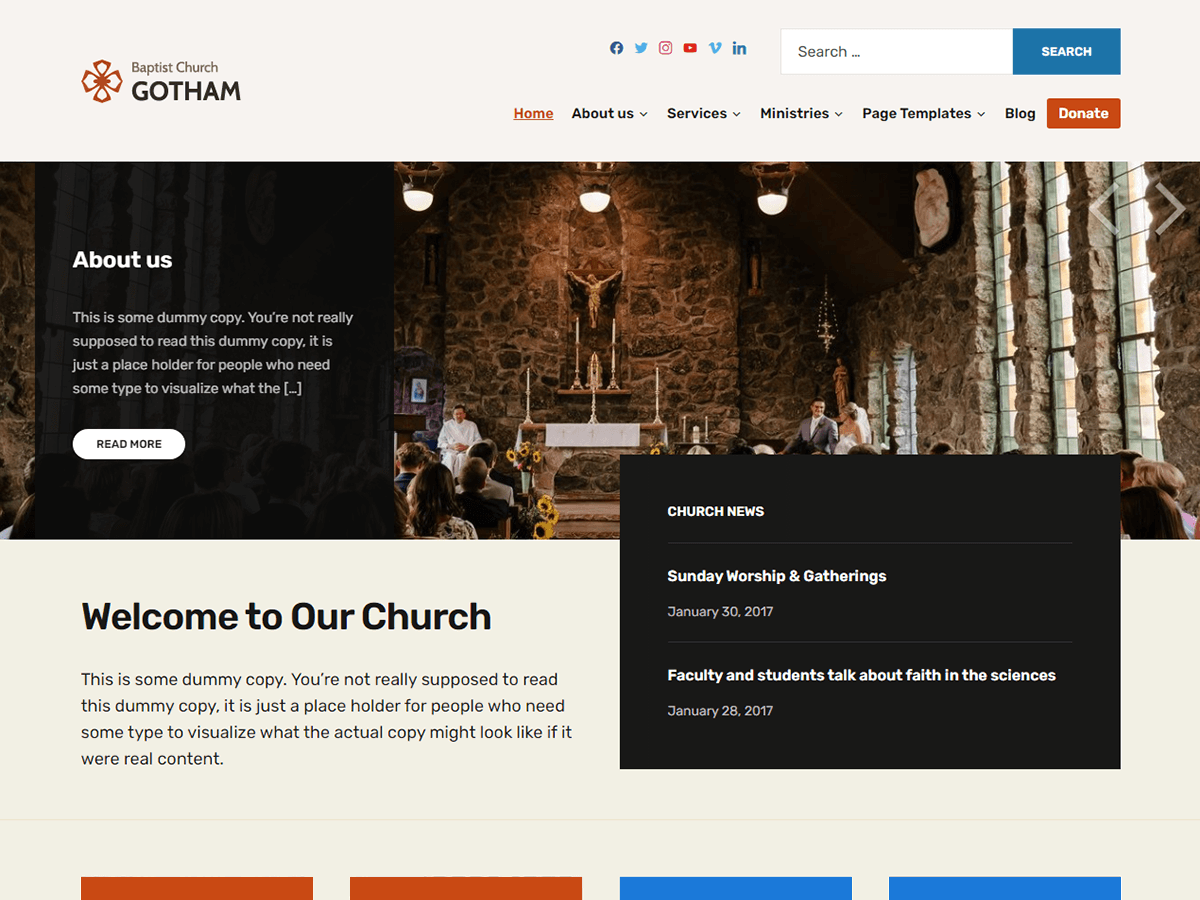 Baptist Church
GOTHAM
Search …
SEARCH
Home About us Services Ministries Page Templates Blog Donate
About us
This is some dummy copy. You’re not really
supposed to read this dummy copy, it is
just a place holder for people who need
some type to visualize what the […]
READ MORE
CHURCH NEWS
Sunday Worship & Gatherings
January 30, 2017
Faculty and students talk about faith in the sciences
January 28, 2017
Welcome to Our Church
This is some dummy copy. You’re not really supposed to read
this dummy copy, it is just a place holder for people who need
some type to visualize what the actual copy might look like if it
were real content.